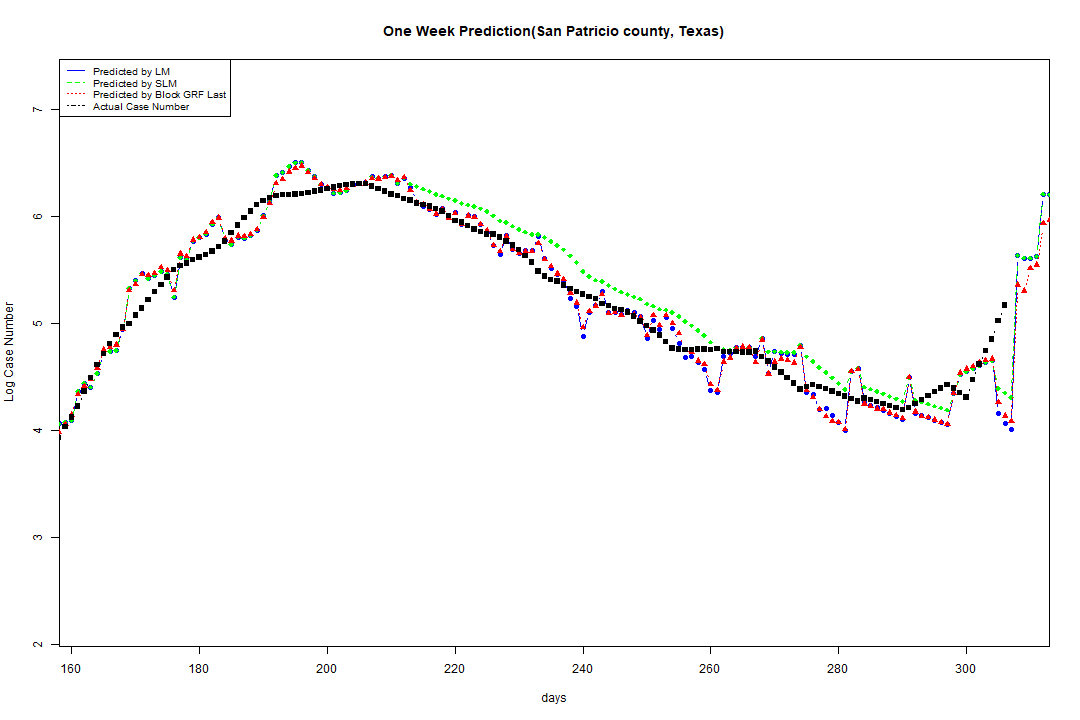 One Week Prediction(San Patricio county, Texas)
Predicted by LM
Predicted by SLM
Predicted by Block GRF Last
Actual Case Number
7
6
5
4
3
2
Log Case Number
160 180 200 220 240 260 280 300
days